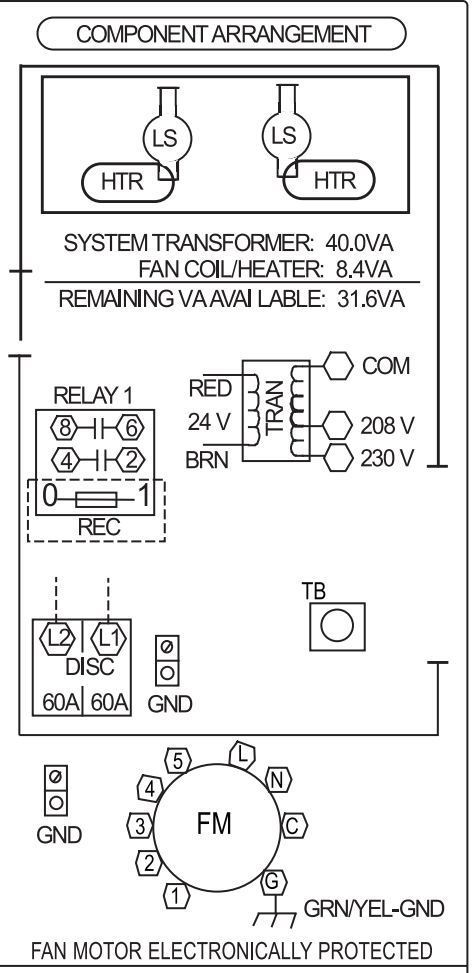 COMPONENT ARRANGEMENT
LS LS
HTR HTR
SYSTEM TRANSFORMER: 40.0VA
FAN COIL/HEATER: 8.4VA
REMAINING VA AVAI LABLE: 31.6VA
COM
RED
24 V
BRN
TRAN
208 V
230 V
RELAY 1
8 6
4 2
0 1
REC
TB
L2 L1
DISC
60A 60A
GND
GND
5 L
4 N
3 FM C
2
1 G
GRN/YEL-GND
FAN MOTOR ELECTRONICALLY PROTECTED